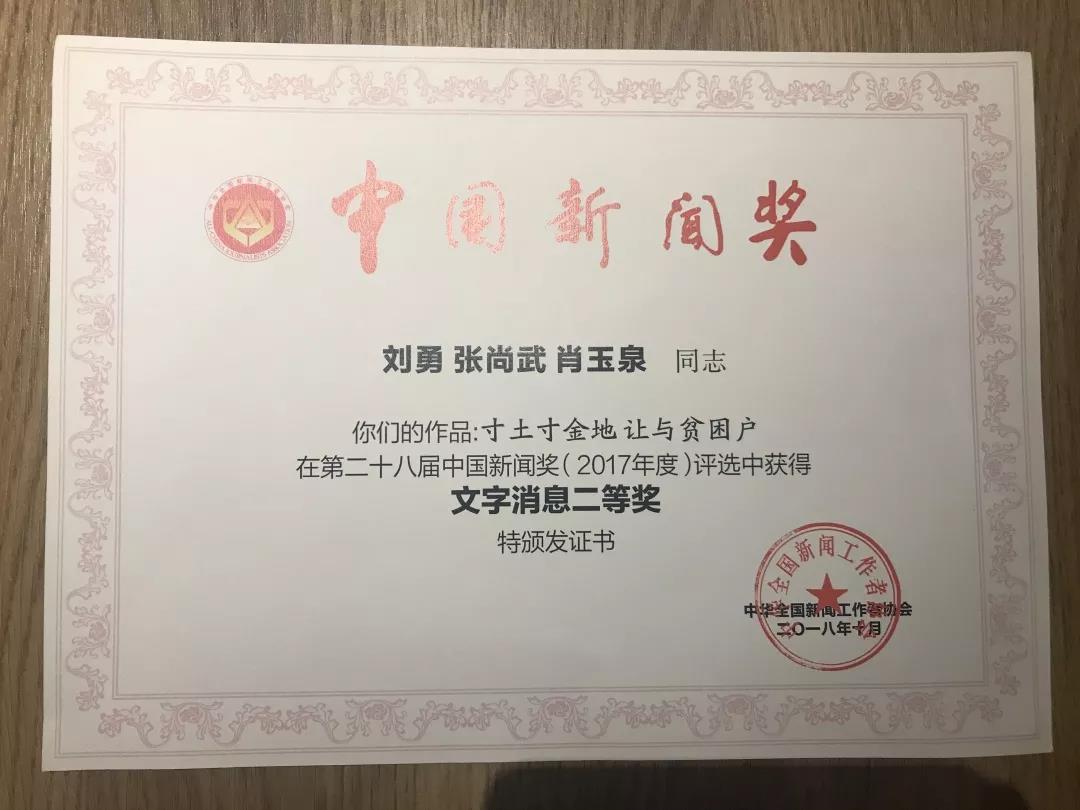 中国新闻奖
刘勇 张尚武 肖玉泉 同志
你们的作品:寸土寸金地 让与贫困户
在第二十八届中国新闻奖(2017年度)评选中获得
文字消息二等奖
特颁发证书
中华全国新闻工作者协会
二〇一八年十月